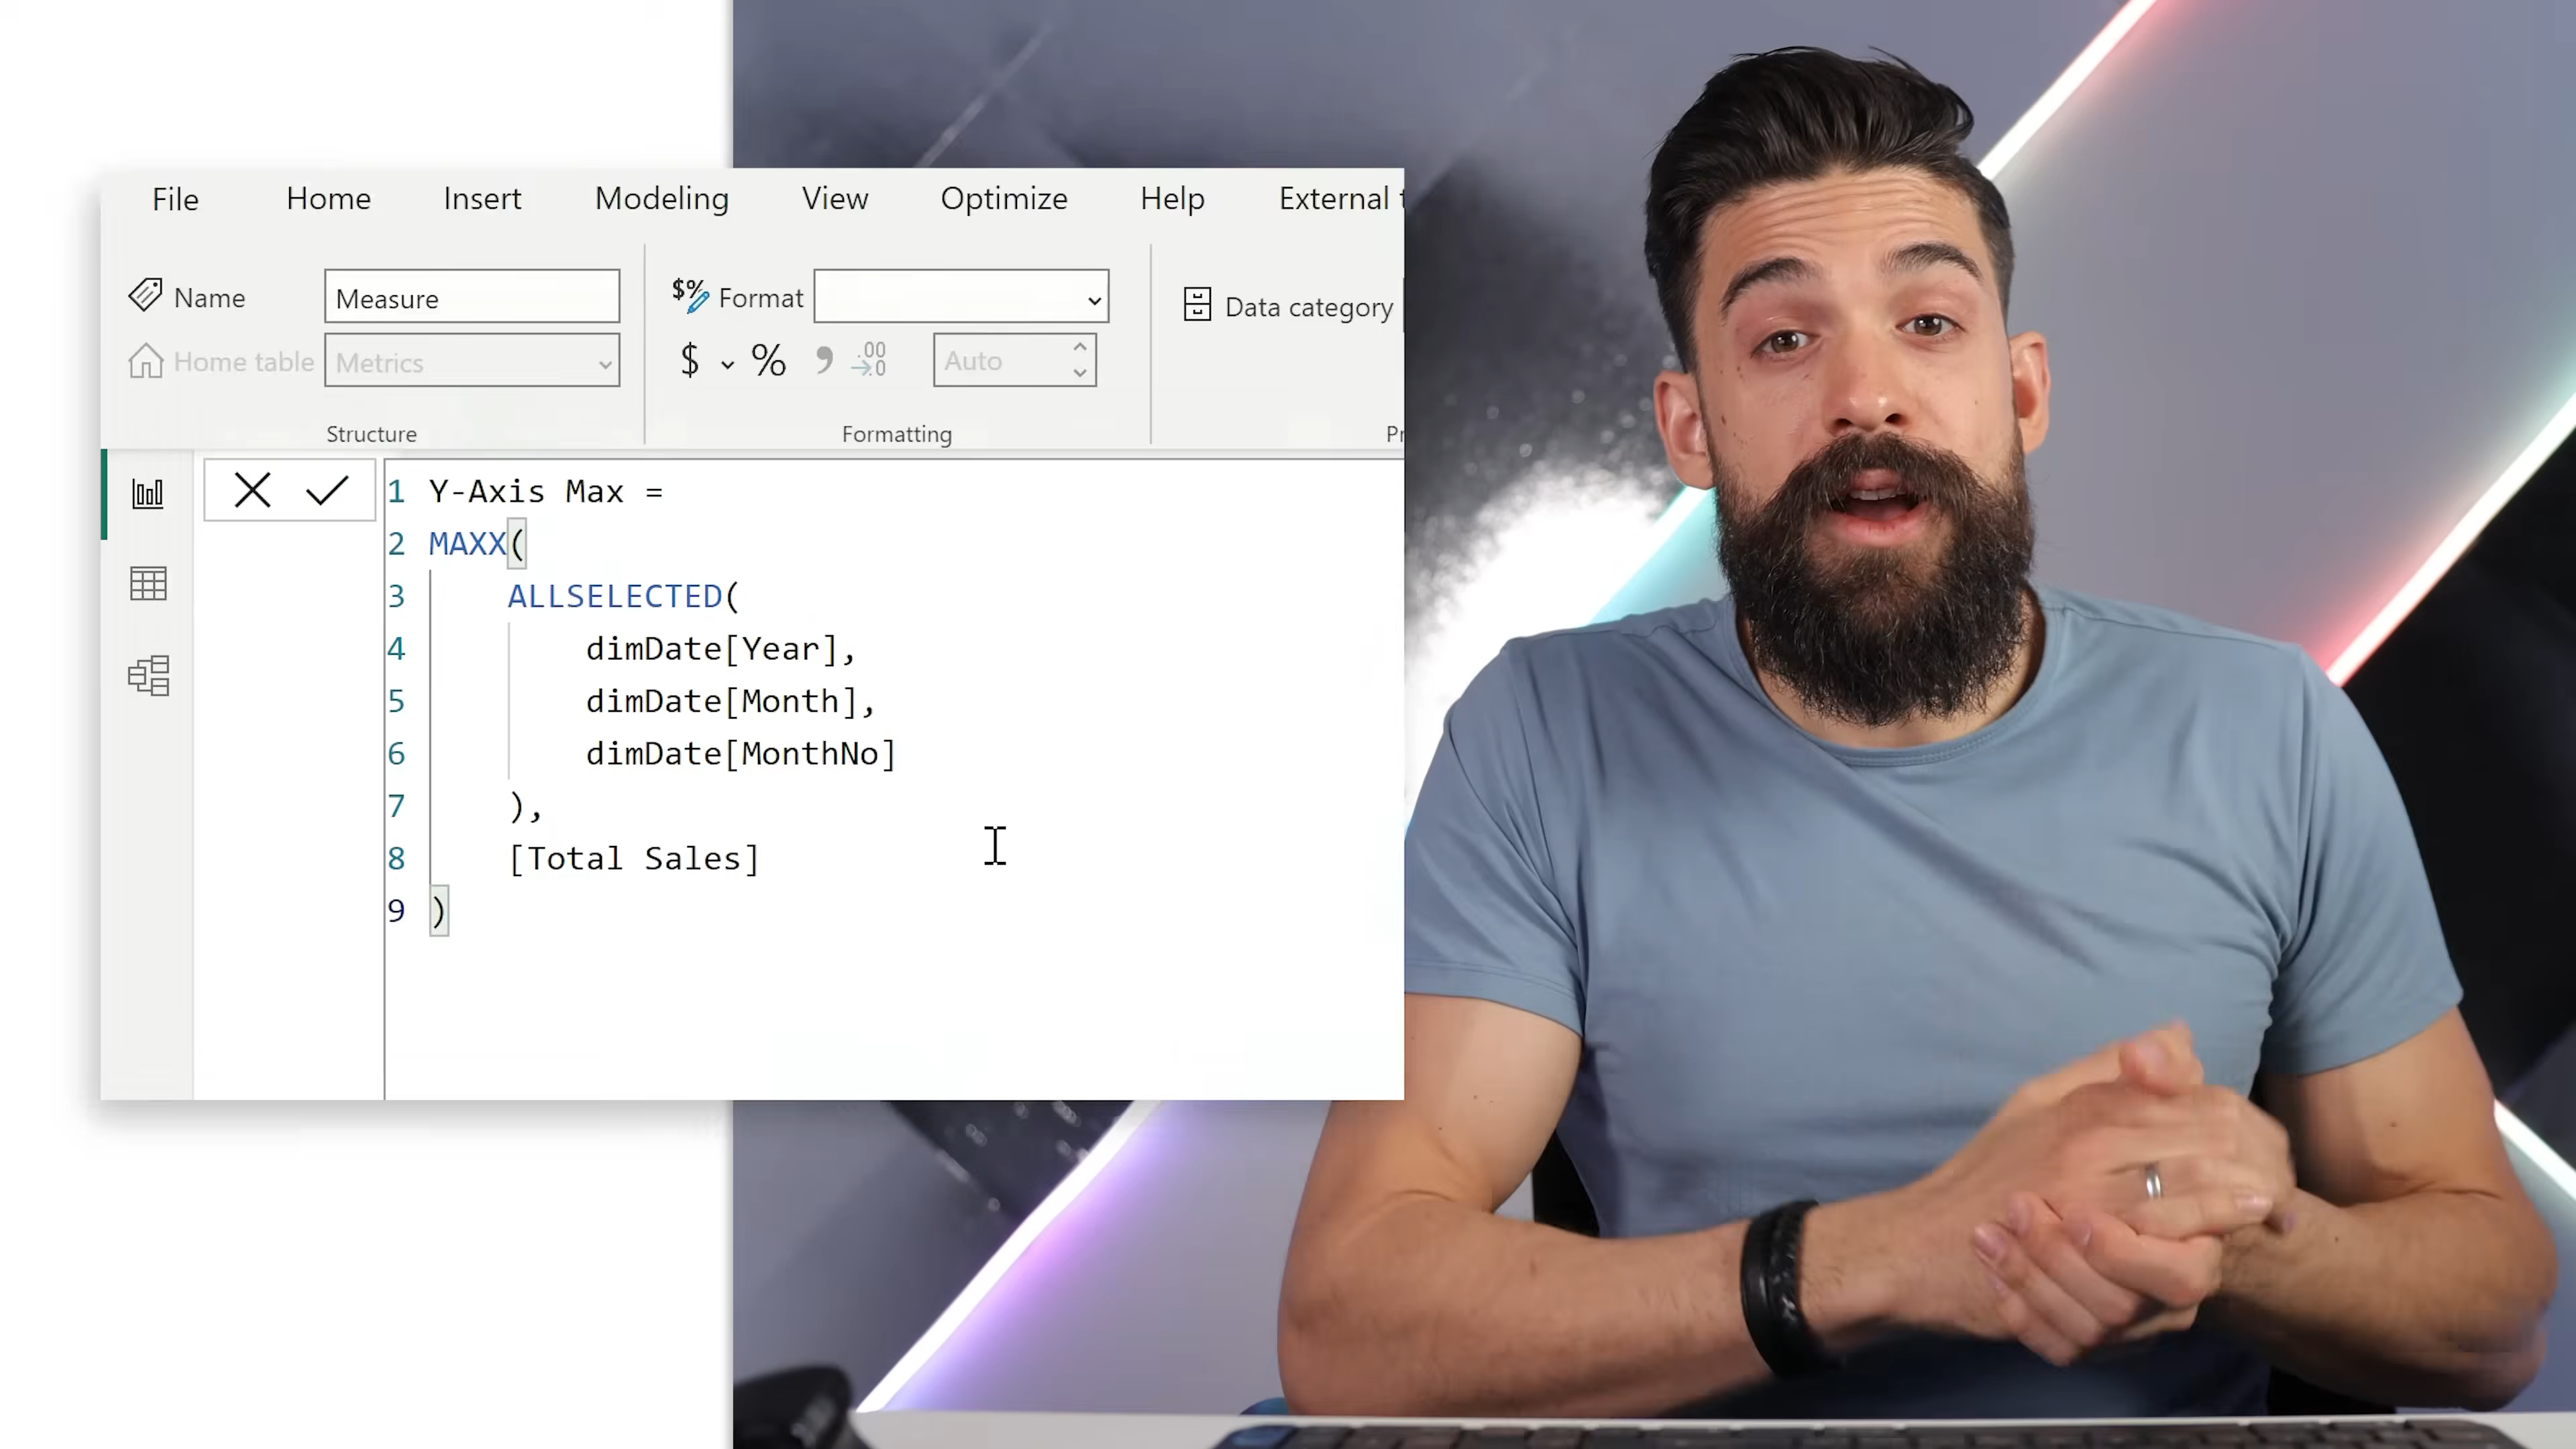 File Home Insert Modeling View Optimize Help External
Name Measure $% Format Data category
Home table Metrics $ % .00 →.0 Auto
Structure Formatting
1 Y-Axis Max =
2 MAXX(
3 ALLSELECTED(
4 dimDate[Year],
5 dimDate[Month],
6 dimDate[MonthNo]
7 ),
8 [Total Sales]
9 )